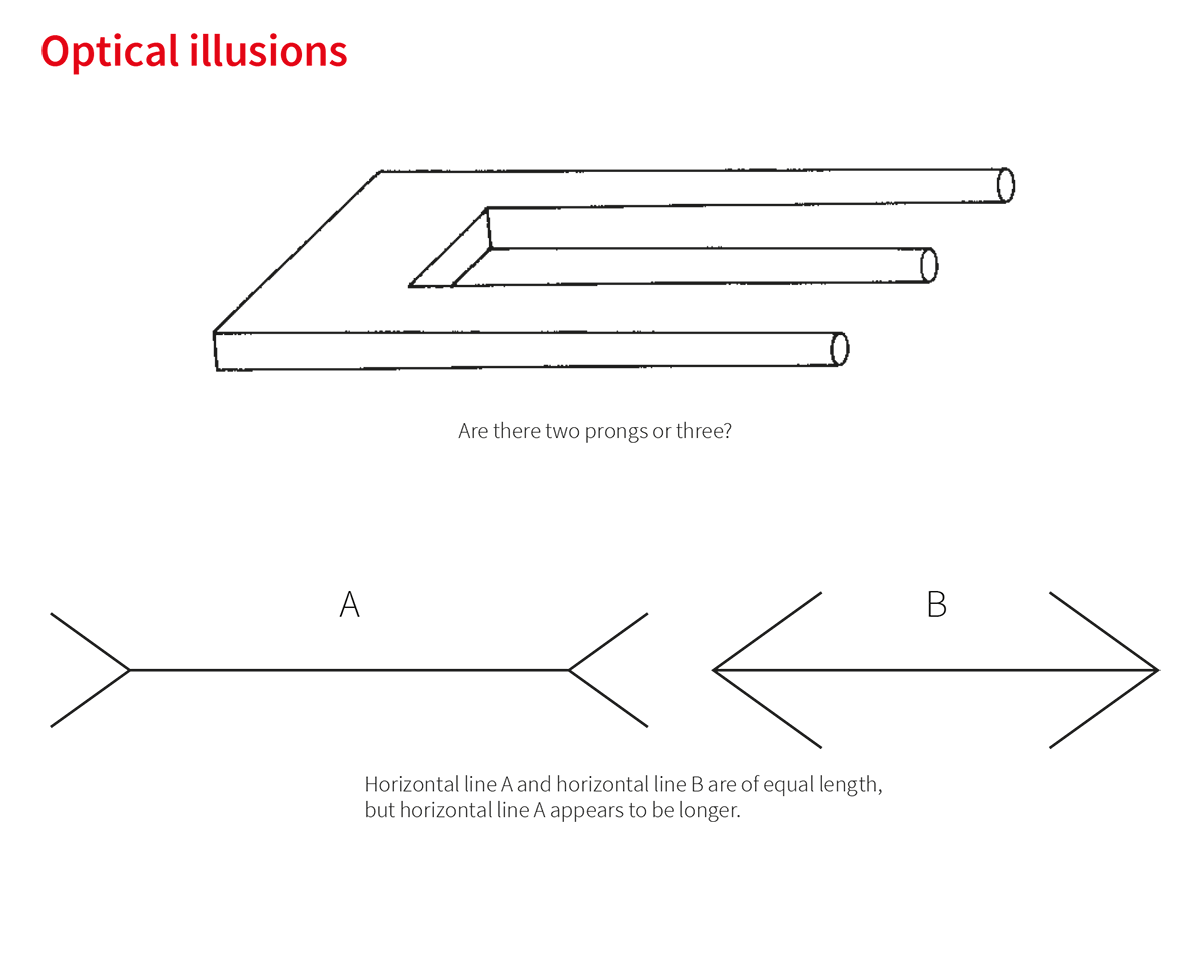 Optical illusions
Are there two prongs or three?
A
B
Horizontal line A and horizontal line B are of equal length,
but horizontal line A appears to be longer.